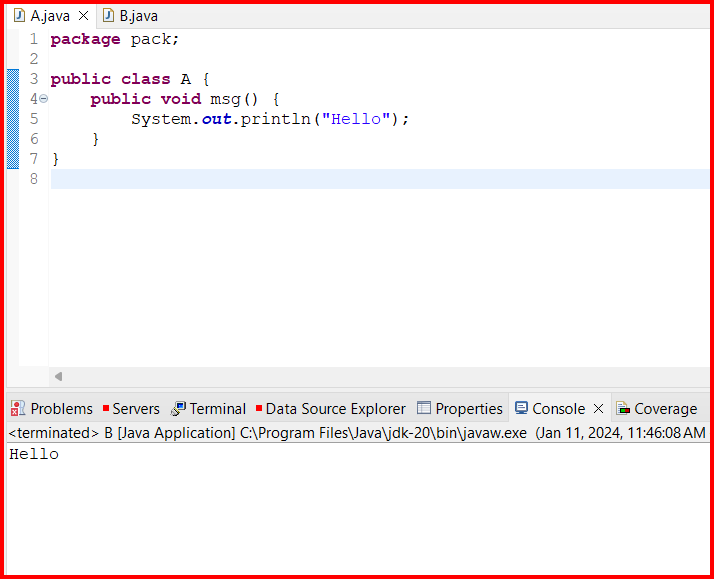 A.java B.java
1 package pack;
2
3 public class A {
4 public void msg() {
5 System.out.println("Hello");
6 }
7 }
8
Problems Servers Terminal Data Source Explorer Properties Console Coverage
<terminated> B [Java Application] C:\Program Files\Java\jdk-20\bin\javaw.exe (Jan 11, 2024, 11:46:08 AM
Hello